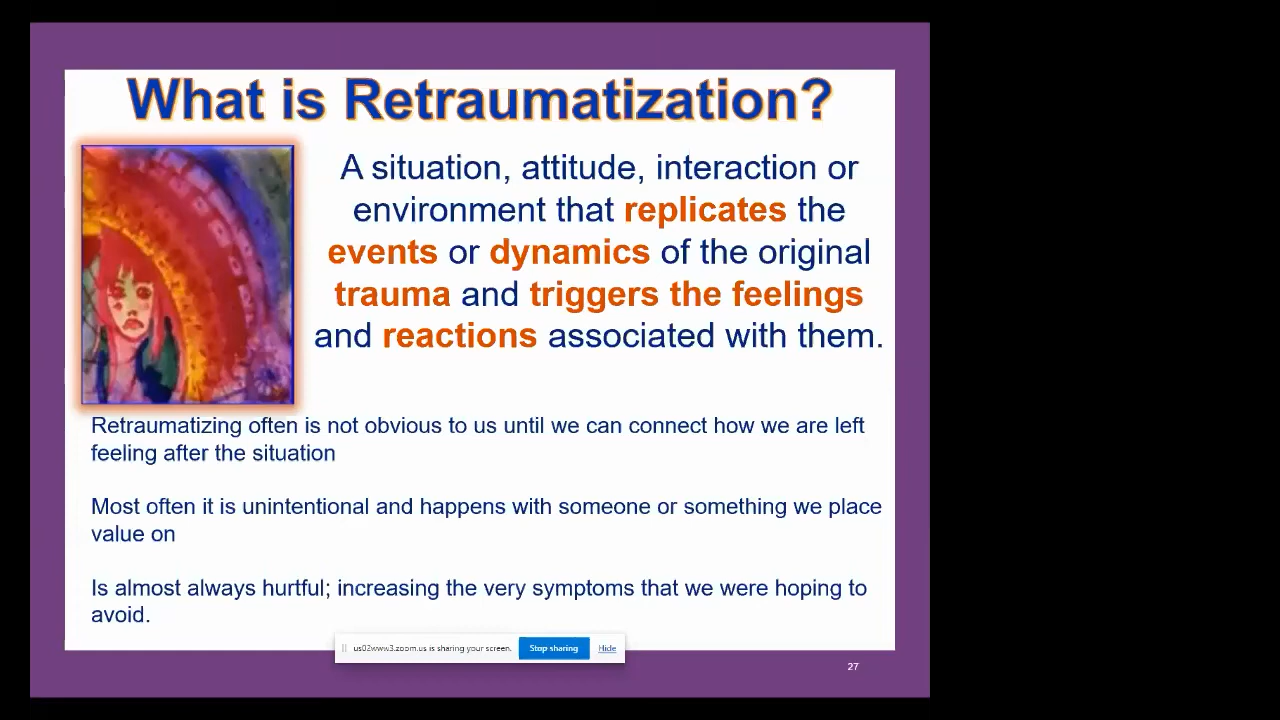 What is Retraumatization?
A situation, attitude, interaction or
environment that replicates the
events or dynamics of the original
trauma and triggers the feelings
and reactions associated with them.
Retraumatizing often is not obvious to us until we can connect how we are left
feeling after the situation
Most often it is unintentional and happens with someone or something we place
value on
Is almost always hurtful; increasing the very symptoms that we were hoping to
avoid.
us02www3.zoom.us is sharing your screen. Stop sharing Hide
27